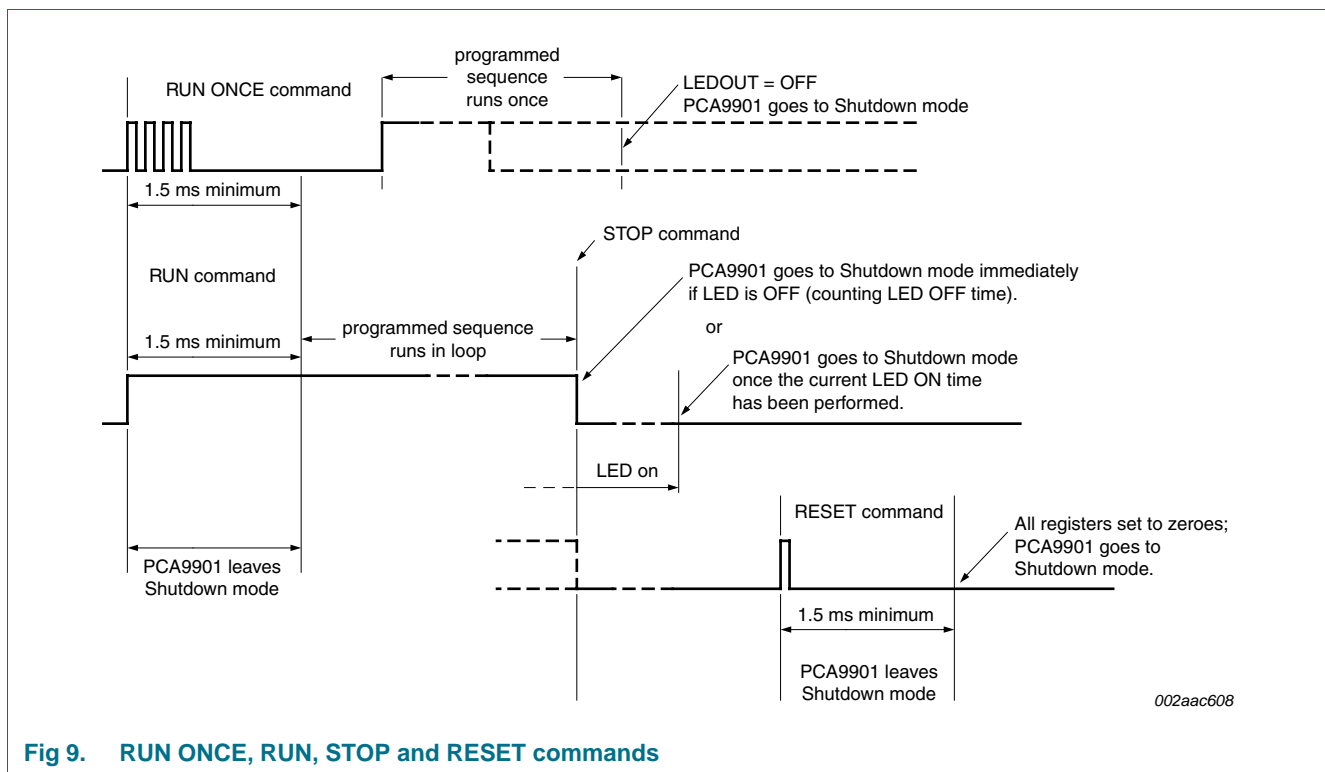 programmed
sequence
runs once
RUN ONCE command
LEDOUT = OFF
PCA9901 goes to Shutdown mode
1.5 ms minimum
STOP command
RUN command
PCA9901 goes to Shutdown mode immediately
if LED is OFF (counting LED OFF time).
or
1.5 ms minimum
programmed sequence
runs in loop
PCA9901 goes to Shutdown mode
once the current LED ON time
has been performed.
LED on
RESET command
All registers set to zeroes;
PCA9901 goes to
Shutdown mode.
PCA9901 leaves
Shutdown mode
1.5 ms minimum
PCA9901 leaves
Shutdown mode
002aac608
Fig 9. RUN ONCE, RUN, STOP and RESET commands